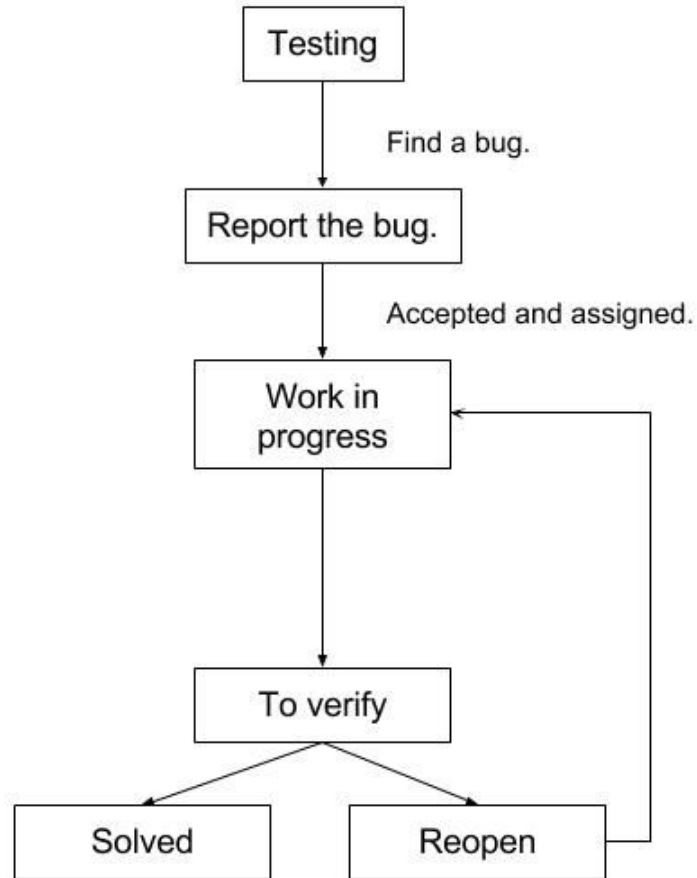 Testing
Find a bug.
Report the bug.
Accepted and assigned.
Work in
progress
To verify
Solved
Reopen